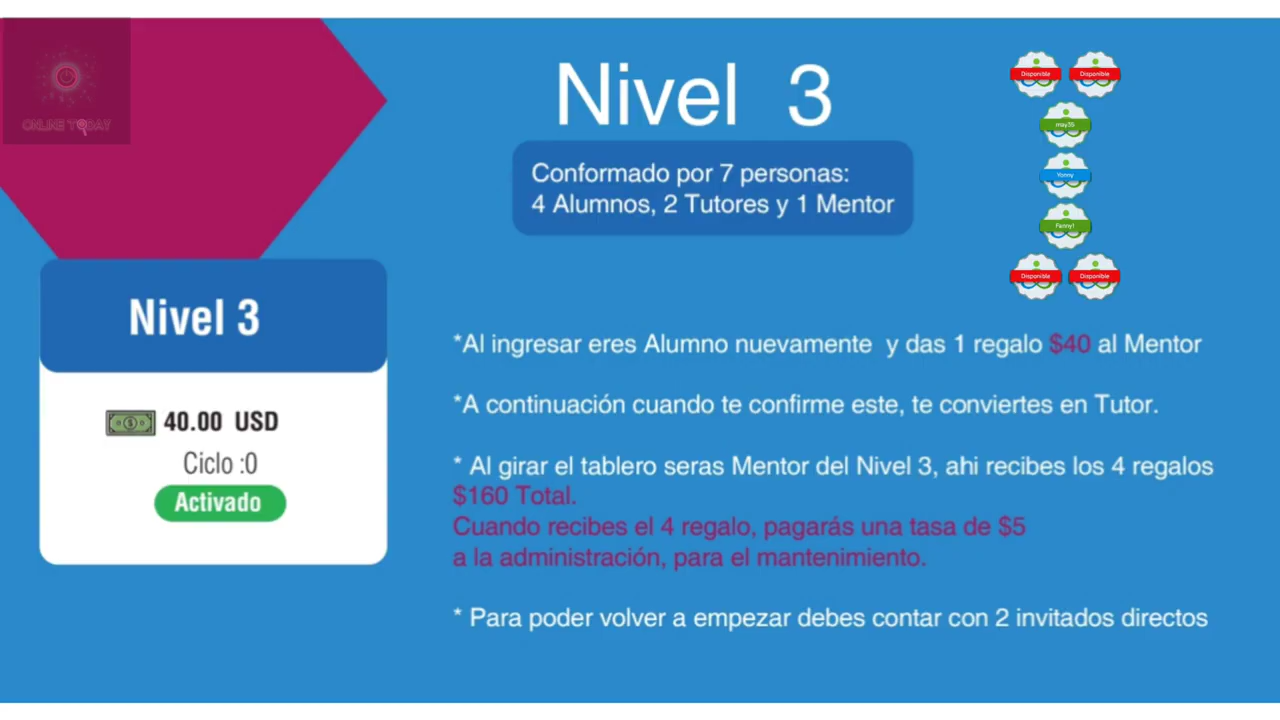 ONLINE TODAY
Nivel 3
Conformado por 7 personas:
4 Alumnos, 2 Tutores y 1 Mentor
Disponible Disponible
may35
Yonny
Fanny1
Disponible Disponible
Nivel 3
40.00 USD
Ciclo :0
Activado
*Al ingresar eres Alumno nuevamente y das 1 regalo $40 al Mentor
*A continuación cuando te confirme este, te conviertes en Tutor.
* Al girar el tablero seras Mentor del Nivel 3, ahi recibes los 4 regalos
$160 Total.
Cuando recibes el 4 regalo, pagarás una tasa de $5
a la administración, para el mantenimiento.
* Para poder volver a empezar debes contar con 2 invitados directos